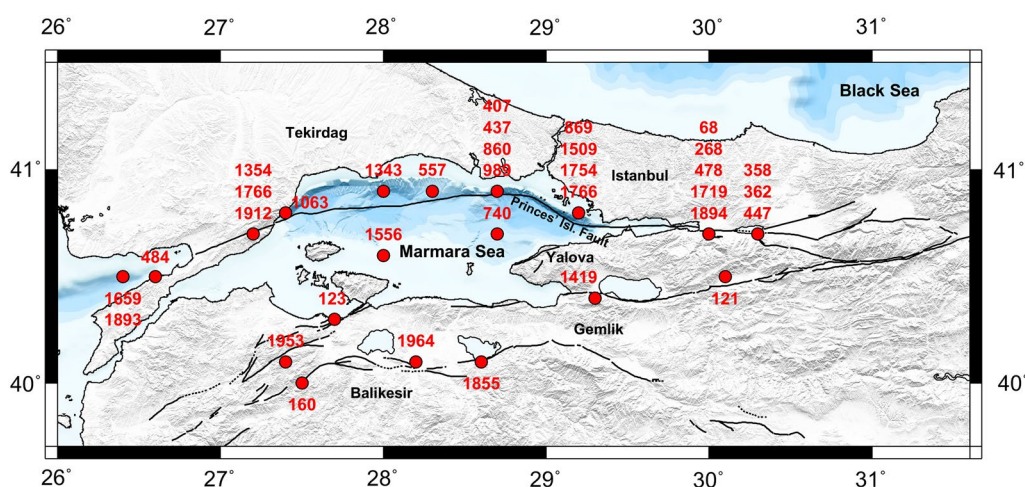 26° 27° 28° 29° 30° 31°
Black Sea
407
Tekirdag 437 869 68
860 1509 268
41° 1354 1343 557 989 1754 Istanbul 478 358 41°
1766 1766 1719 362
1912 1063 740 Princes' Isl. Fault 1894 447
1556 Marmara Sea
484 Yalova
1659 123 1419 121
1893 Gemlik
1953 1964
40° 1855 40°
160 Balikesir
26° 27° 28° 29° 30° 31°